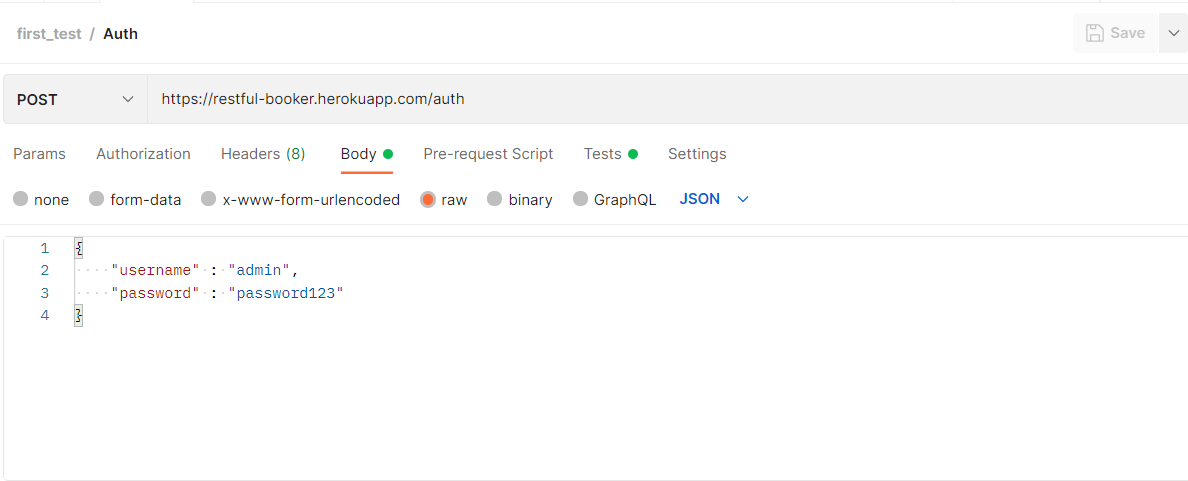 first_test / Auth
Save
POST
https://restful-booker.herokuapp.com/auth
Params Authorization Headers (8) Body Pre-request Script Tests Settings
none form-data x-www-form-urlencoded raw binary GraphQL JSON
1 {
2 "username" : "admin",
3 "password" : "password123"
4 }